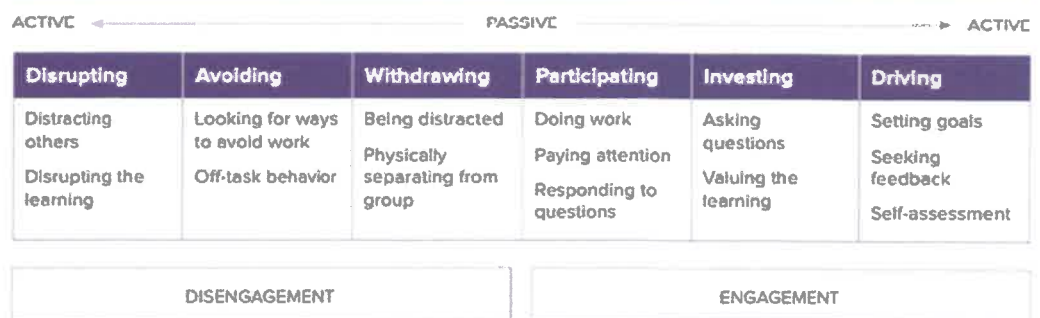 ACTIVE PASSIVE ACTIVE
Disrupting Avoiding Withdrawing Participating Investing Driving
Distracting
others
Disrupting the
learning
Looking for ways
to avoid work
Off-task behavior
Being distracted
Physically
separating from
group
Doing work
Paying attention
Responding to
questions
Asking
questions
Valuing the
learning
Setting goals
Seeking
feedback
Self-assessment
DISENGAGEMENT ENGAGEMENT